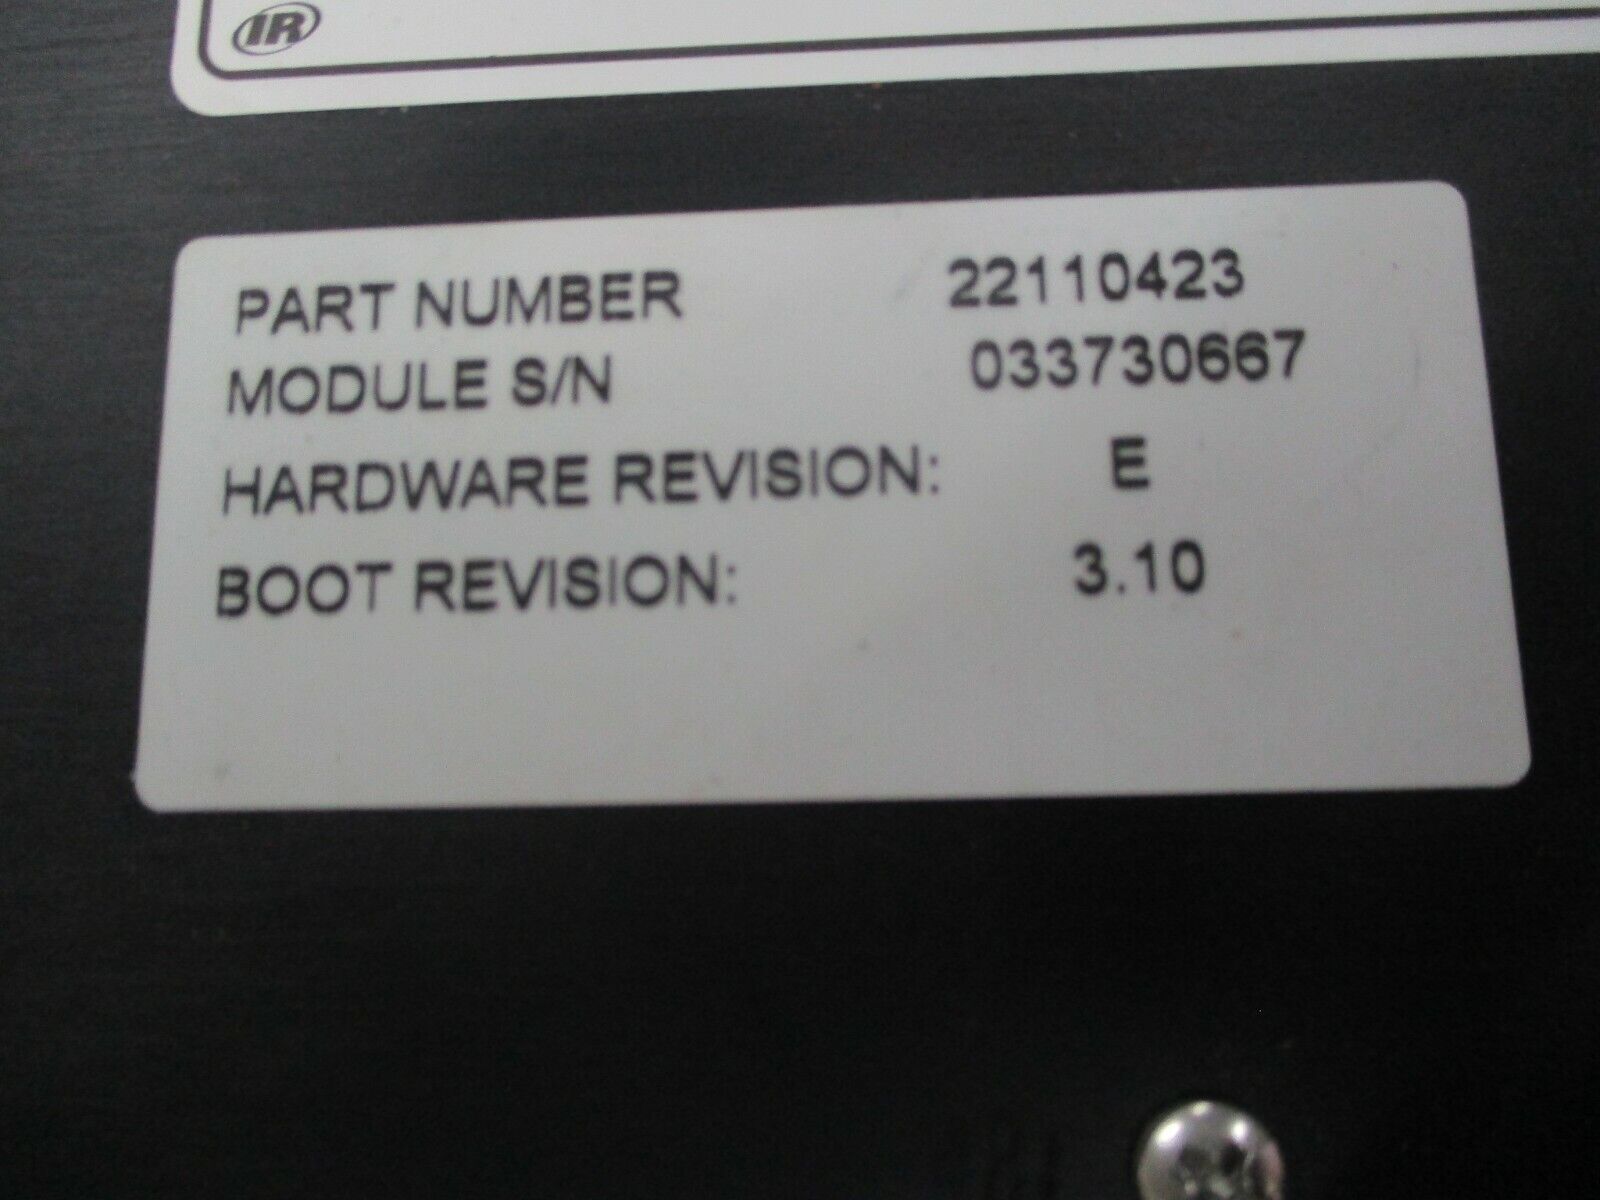 IR
PART NUMBER 22110423
MODULE S/N 033730667
HARDWARE REVISION: E
BOOT REVISION: 3.10